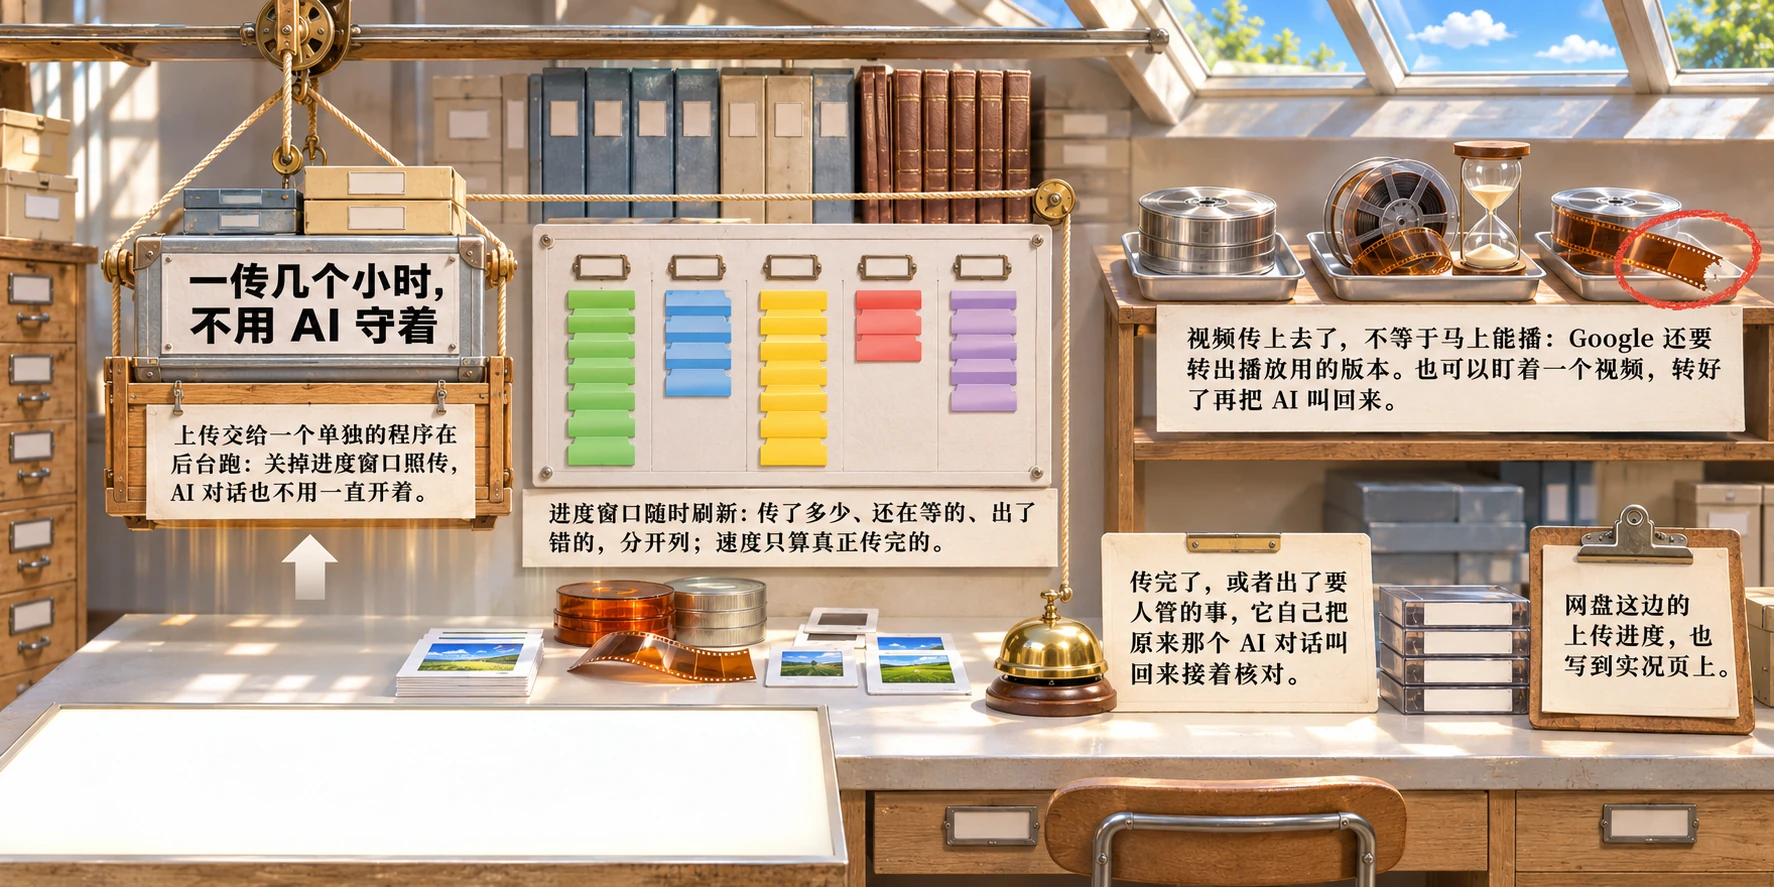 一传几个小时，
不用 AI 守着
上传交给一个单独的程序在
后台跑：关掉进度窗口照传，
AI 对话也不用一直开着。
进度窗口随时刷新：传了多少、还在等的、出了
错的，分开列；速度只算真正传完的。
视频传上去了，不等于马上能播：Google 还要
转出播放用的版本。也可以盯着一个视频，转好
了再把 AI 叫回来。
传完了，或者出了要
人管的事，它自己把
原来那个 AI 对话叫
回来接着核对。
网盘这边的
上传进度，也
写到实况页上。